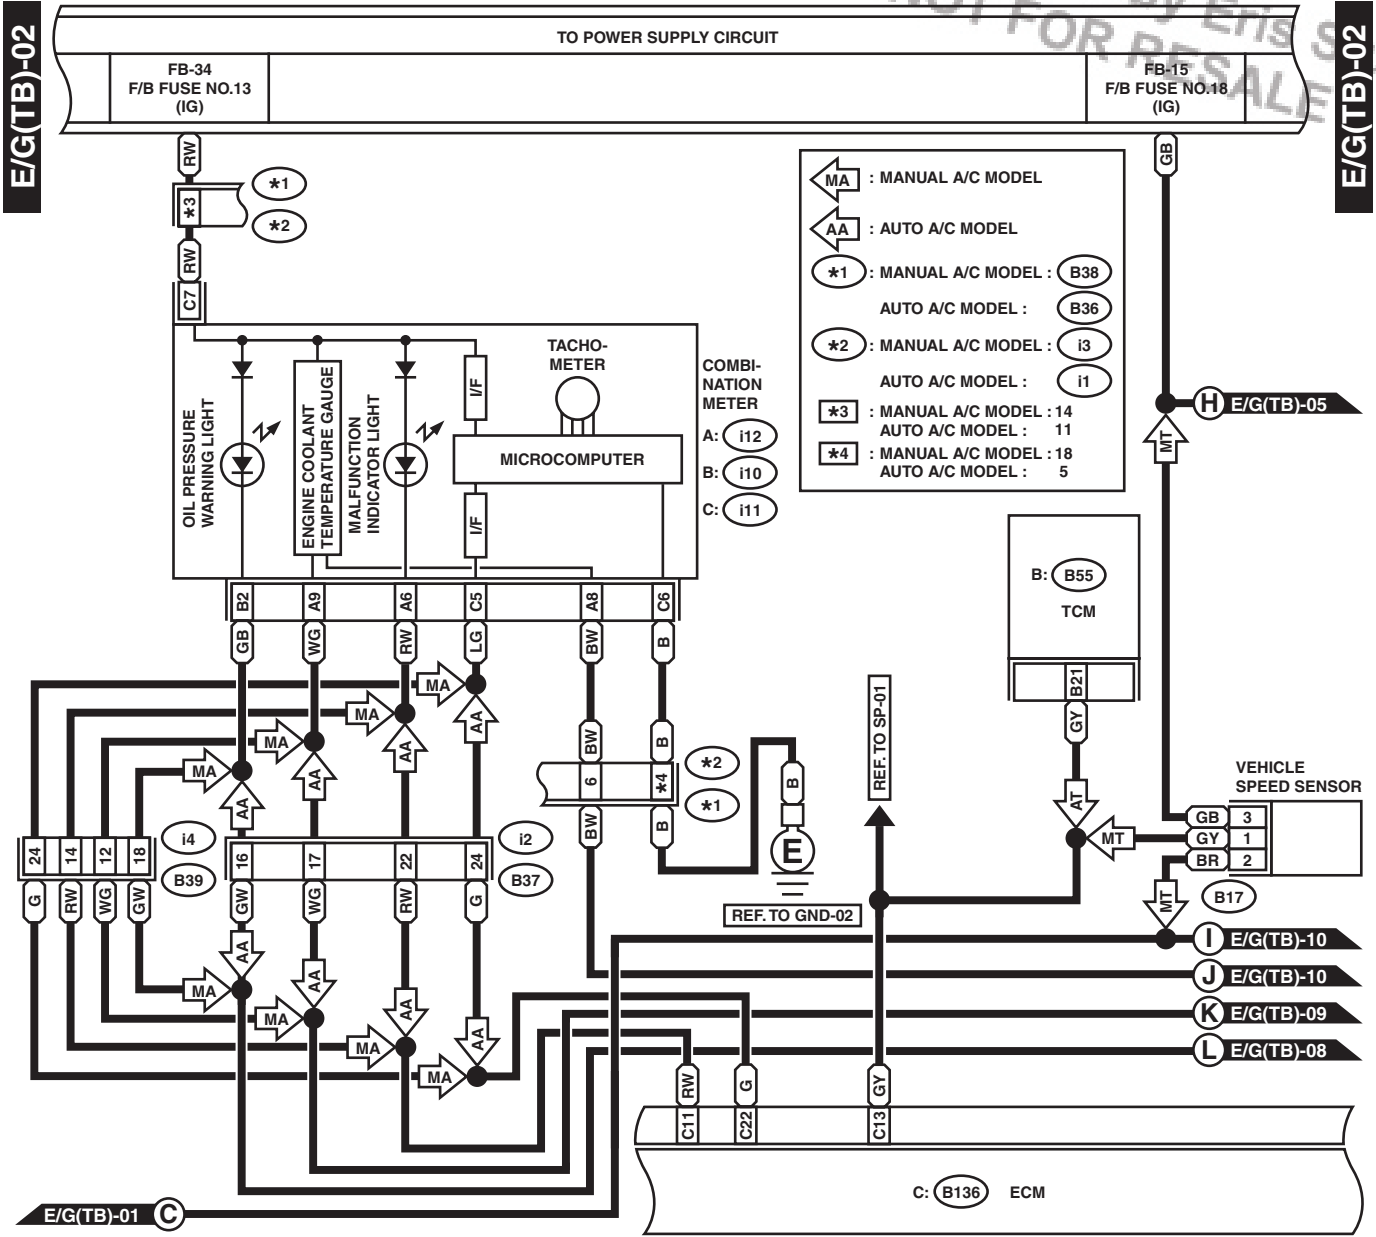 by Eris S
NOT FOR RESALE
E/G(TB)-02
E/G(TB)-02
TO POWER SUPPLY CIRCUIT
FB-34
F/B FUSE NO.13
(IG)
FB-15
F/B FUSE NO.18
(IG)
RW
*3
*1
*2
RW
C7
GB
MA : MANUAL A/C MODEL
AA : AUTO A/C MODEL
*1 : MANUAL A/C MODEL : B38
AUTO A/C MODEL : B36
*2 : MANUAL A/C MODEL : i3
AUTO A/C MODEL : i1
*3 : MANUAL A/C MODEL : 14
AUTO A/C MODEL : 11
*4 : MANUAL A/C MODEL : 18
AUTO A/C MODEL : 5
OIL PRESSURE
WARNING LIGHT
ENGINE COOLANT
TEMPERATURE GAUGE
MALFUNCTION
INDICATOR LIGHT
I/F
I/F
TACHO-
METER
MICROCOMPUTER
COMBI-
NATION
METER
A: i12
B: i10
C: i11
H E/G(TB)-05
MT
B: B55
TCM
B21
GY
AT
B2 A9 A6 C5 A8 C6
GB WG RW LG BW B
MA
MA
MA
MA
AA
AA
AA
AA
BW B
6 *4
*2
*1
BW B
B
E
REF. TO GND-02
REF. TO SP-01
VEHICLE
SPEED SENSOR
GB 3
GY 1
BR 2
MT
MT
B17
24 14 12 18
i4
B39
16 17 22 24
i2
B37
G RW WG GW
GW WG RW G
AA
AA
AA
AA
MA
MA
MA
MA
I E/G(TB)-10
J E/G(TB)-10
K E/G(TB)-09
L E/G(TB)-08
RW G GY
C11 C22 C13
C: B136 ECM
E/G(TB)-01 C